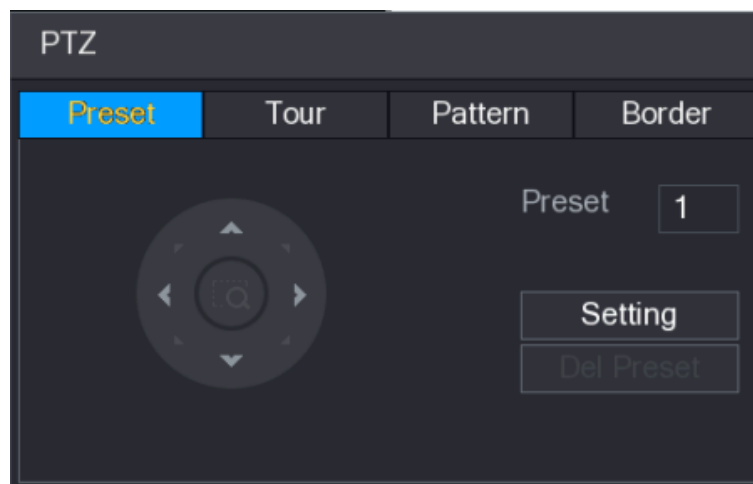 PTZ
Preset Tour Pattern Border
Preset 1
Setting
Del Preset